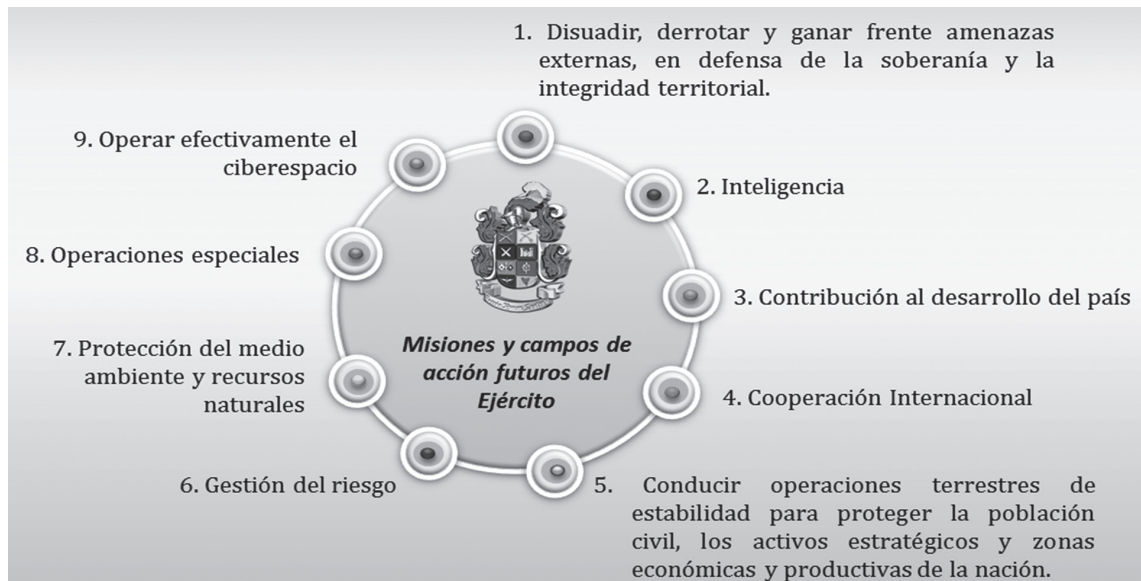 1. Disuadir, derrotar y ganar frente amenazas
externas, en defensa de la soberanía y la
integridad territorial.
2. Inteligencia
3. Contribución al desarrollo del país
4. Cooperación Internacional
5. Conducir operaciones terrestres de
estabilidad para proteger la población
civil, los activos estratégicos y zonas
económicas y productivas de la nación.
6. Gestión del riesgo
7. Protección del medio
ambiente y recursos
naturales
8. Operaciones especiales
9. Operar efectivamente el
ciberespacio
Misiones y campos de
acción futuros del
Ejército